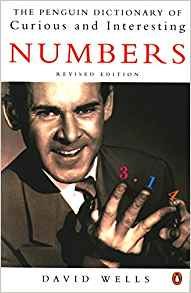 THE PENGUIN DICTIONARY OF
Curious and Interesting
NUMBERS
REVISED EDITION
3.14
DAVID WELLS